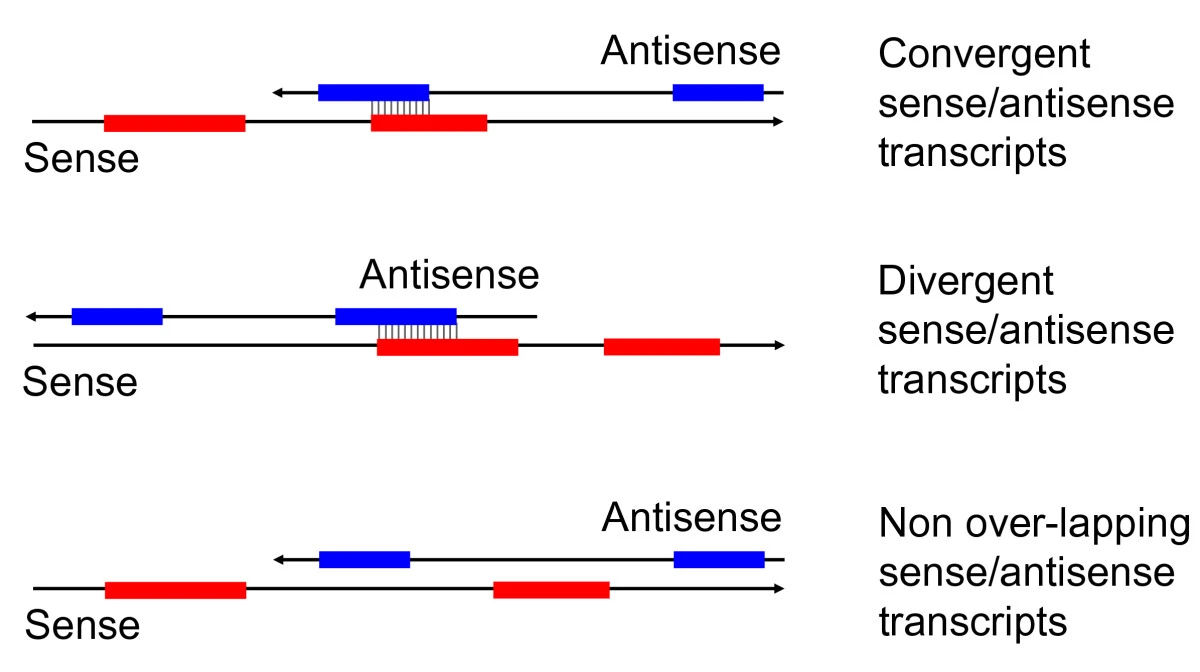 Antisense
Convergent
sense/antisense
transcripts
Sense
Antisense
Divergent
sense/antisense
transcripts
Sense
Antisense
Non over-lapping
sense/antisense
transcripts
Sense